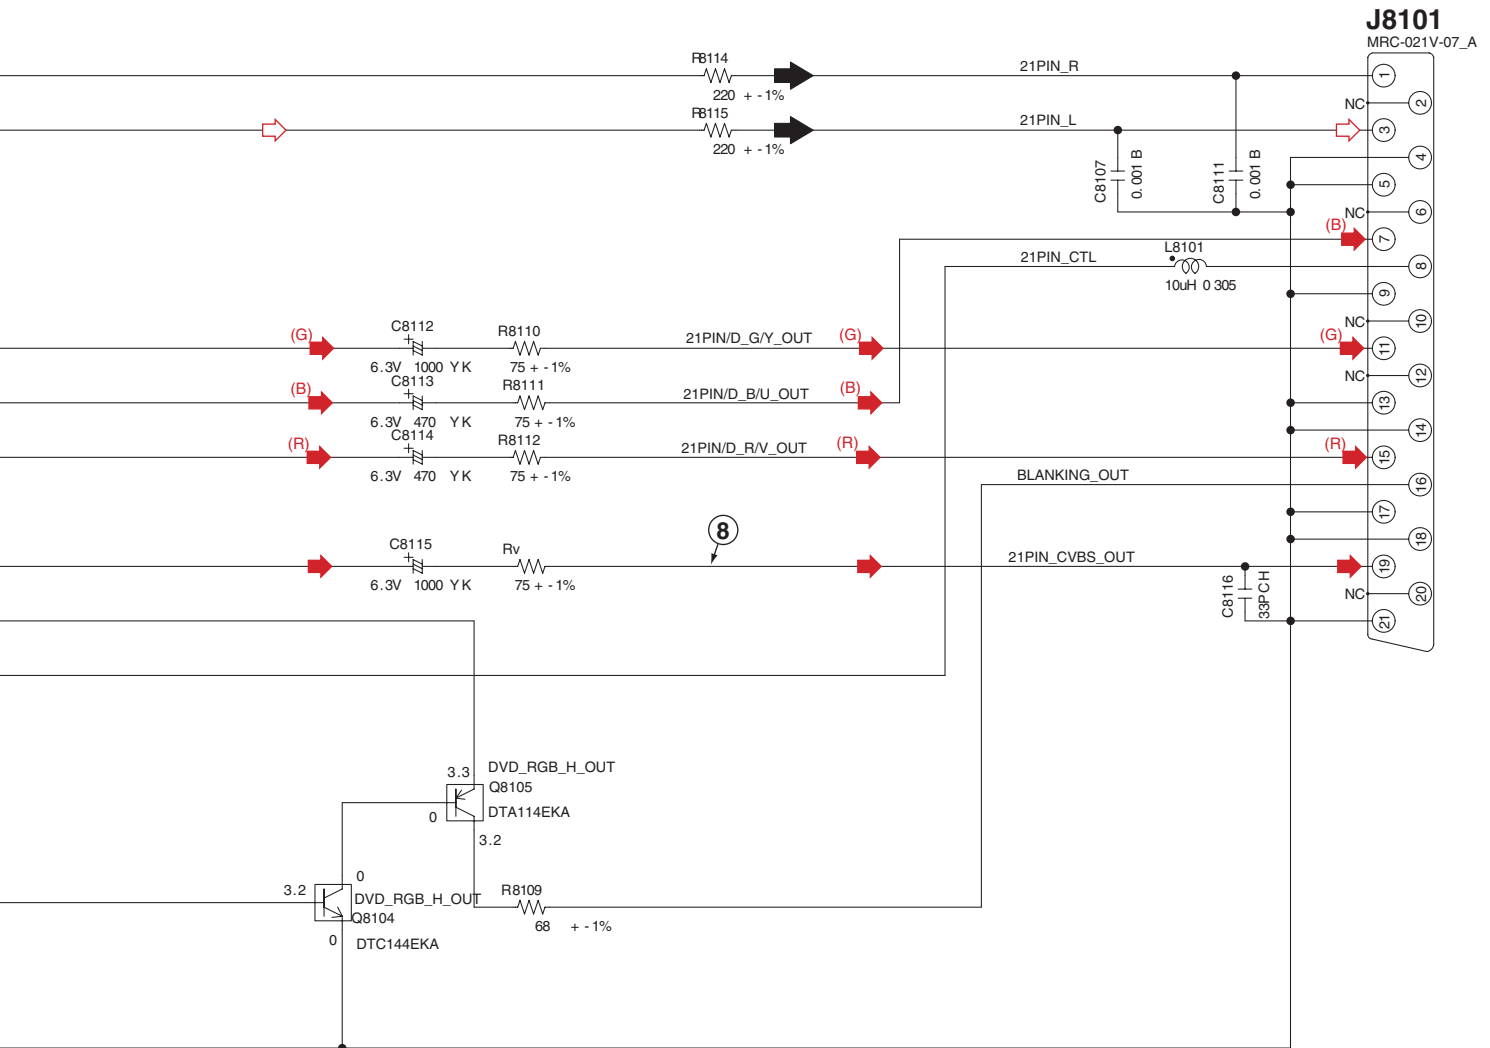 J8101
MRC-021V-07_A
R8114
220 +-1%
21PIN_R
1
NC
2
R8115
220 +-1%
21PIN_L
3
C8107
0.001 B
C8111
0.001 B
4
5
NC
6
(B)
7
21PIN_CTL
L8101
10uH 0305
8
9
NC
10
(G)
C8112
6.3V 1000 YK
R8110
75 +-1%
21PIN/D_G/Y_OUT
(G)
(G)
11
NC
12
(B)
C8113
6.3V 470 YK
R8111
75 +-1%
21PIN/D_B/U_OUT
(B)
13
14
(R)
C8114
6.3V 470 YK
R8112
75 +-1%
21PIN/D_R/V_OUT
(R)
(R)
15
BLANKING_OUT
16
17
18
8
C8115
6.3V 1000 YK
Rv
75 +-1%
21PIN_CVBS_OUT
19
C8116
33PCH
NC
20
21
3.3
DVD_RGB_H_OUT
Q8105
DTA114EKA
0
3.2
3.2
0
DVD_RGB_H_OUT
Q8104
0
DTC144EKA
R8109
68 +-1%